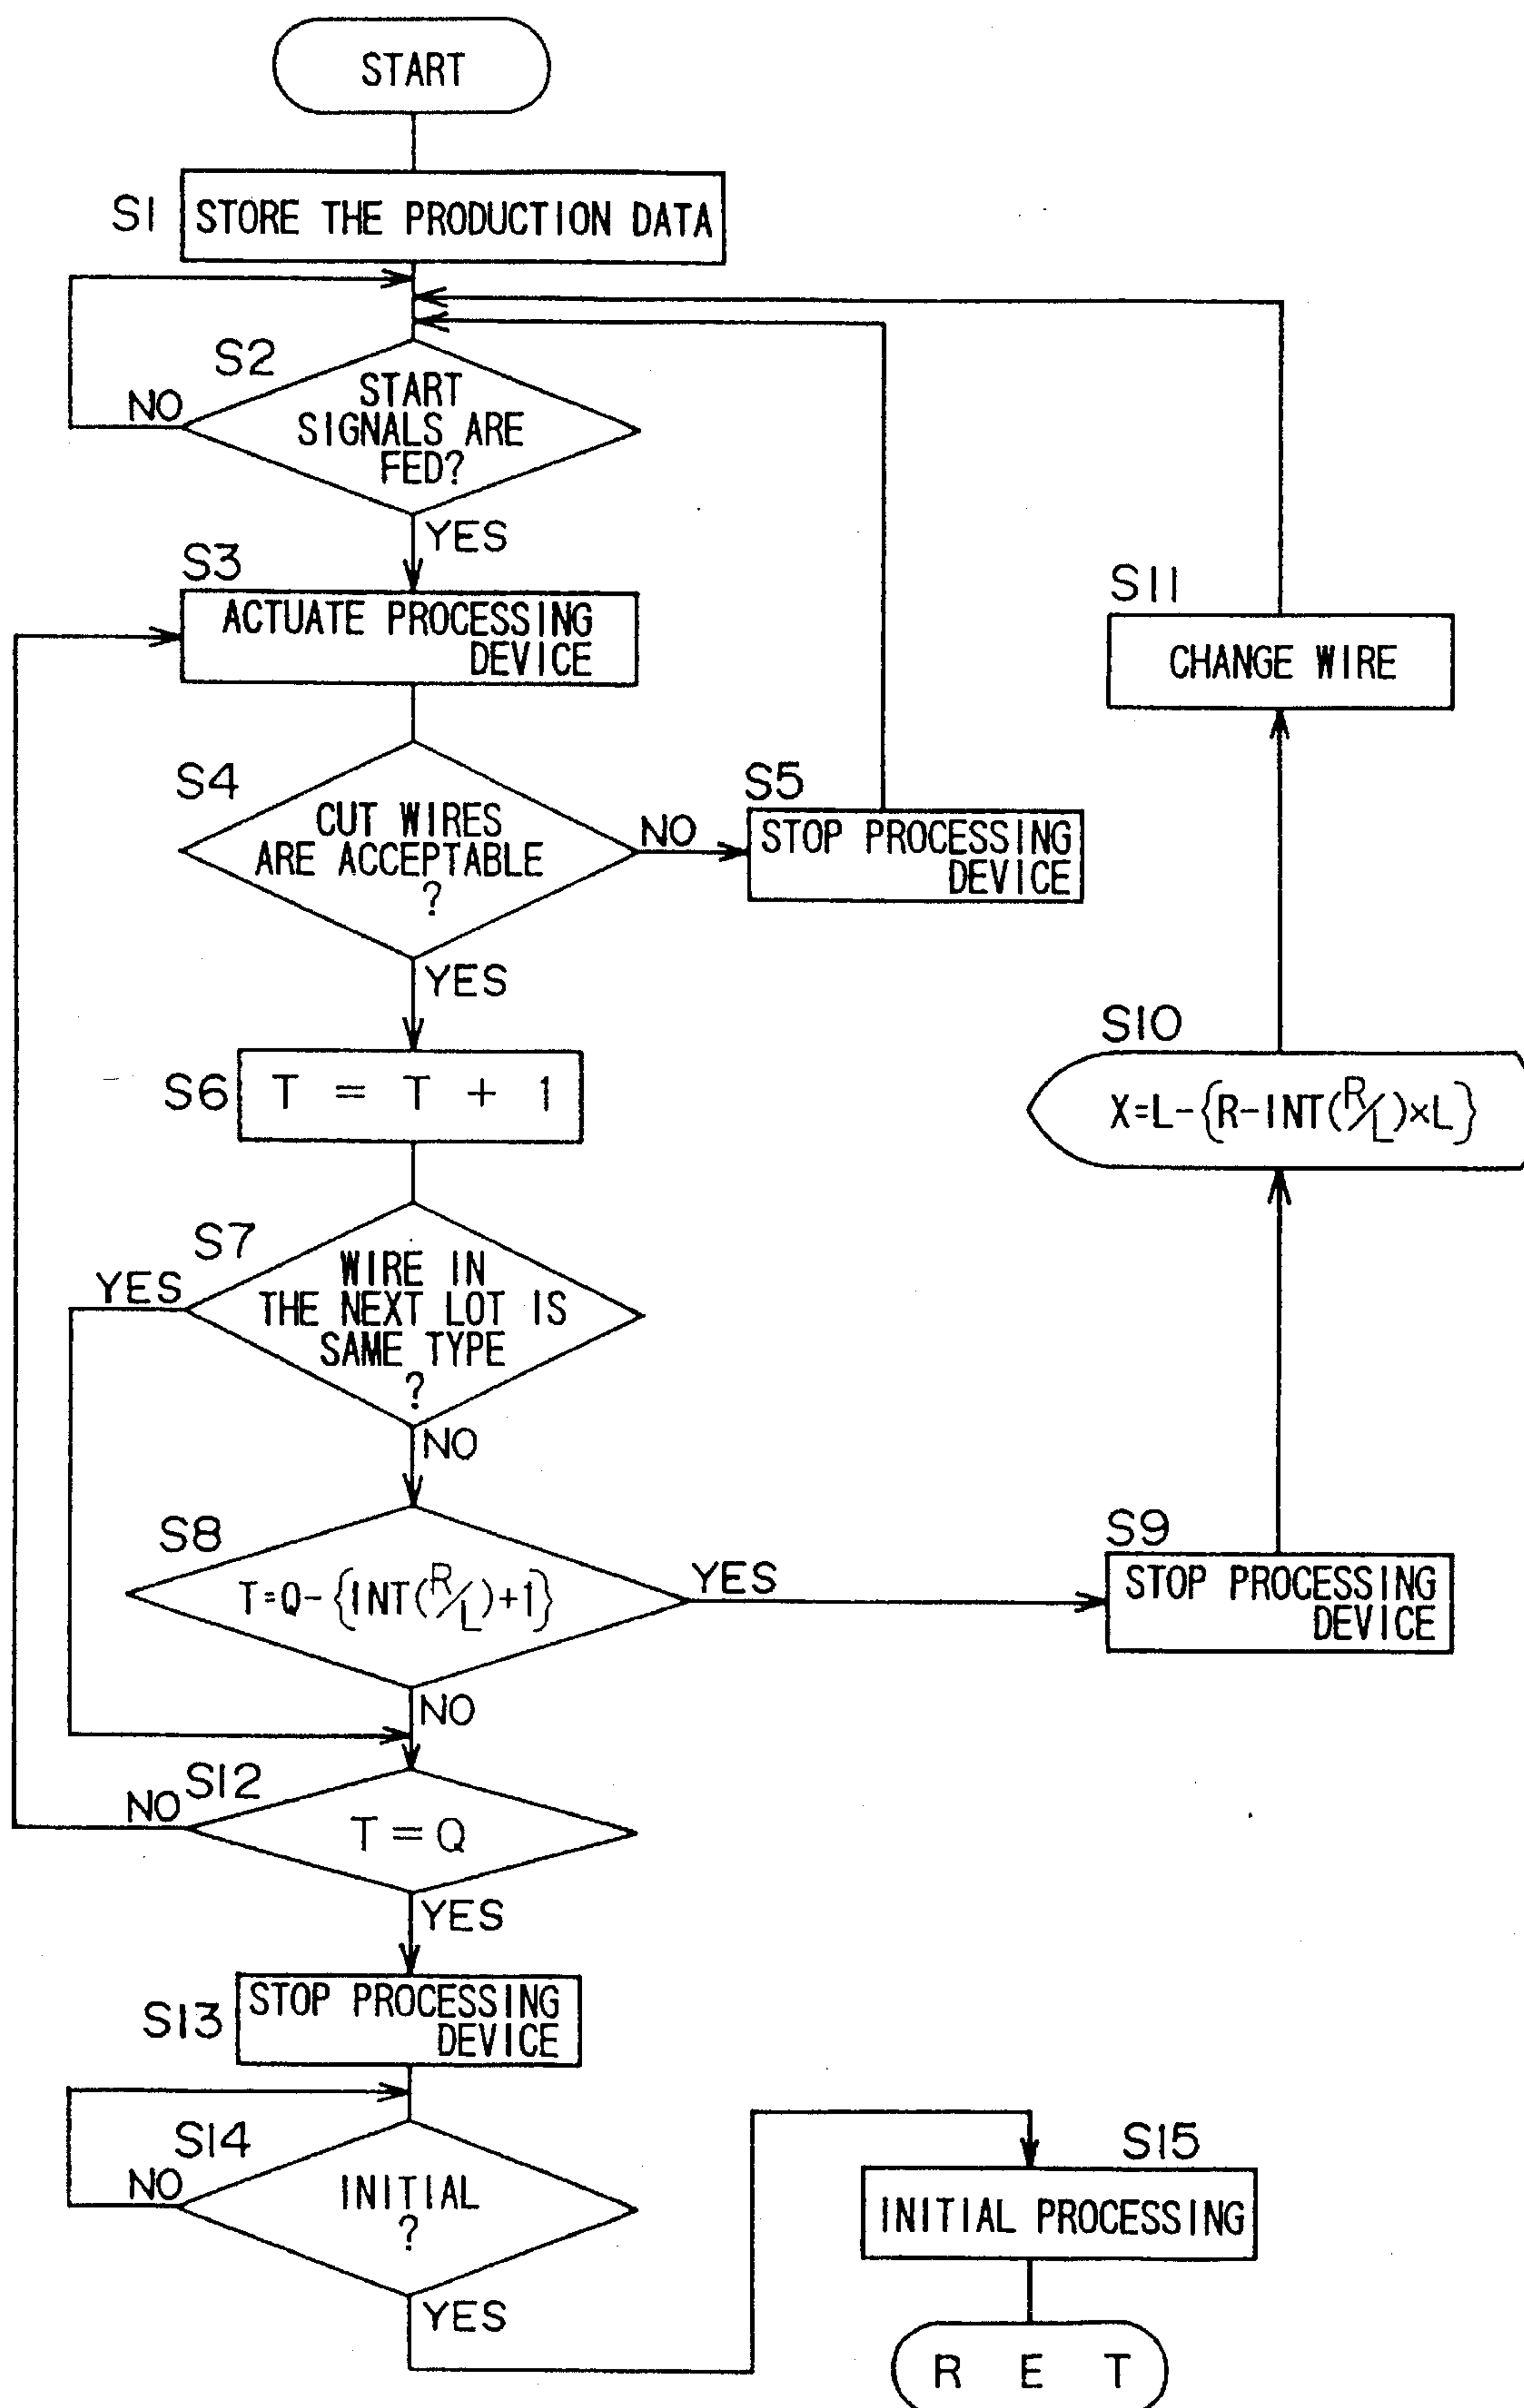 START
S1
STORE THE PRODUCTION DATA
S2
START
SIGNALS ARE
FED?
NO
YES
S3
ACTUATE PROCESSING
DEVICE
S4
CUT WIRES
ARE ACCEPTABLE
?
NO
S5
STOP PROCESSING
DEVICE
YES
S6
T = T + 1
S7
WIRE IN
THE NEXT LOT IS
SAME TYPE
?
YES
NO
S8
T=Q-{INT(R/L)+1}
YES
S9
STOP PROCESSING
DEVICE
S10
X=L-{R-INT(R/L)×L}
S11
CHANGE WIRE
NO
S12
T=Q
NO
YES
S13
STOP PROCESSING
DEVICE
S14
INITIAL
?
NO
YES
S15
INITIAL PROCESSING
R E T